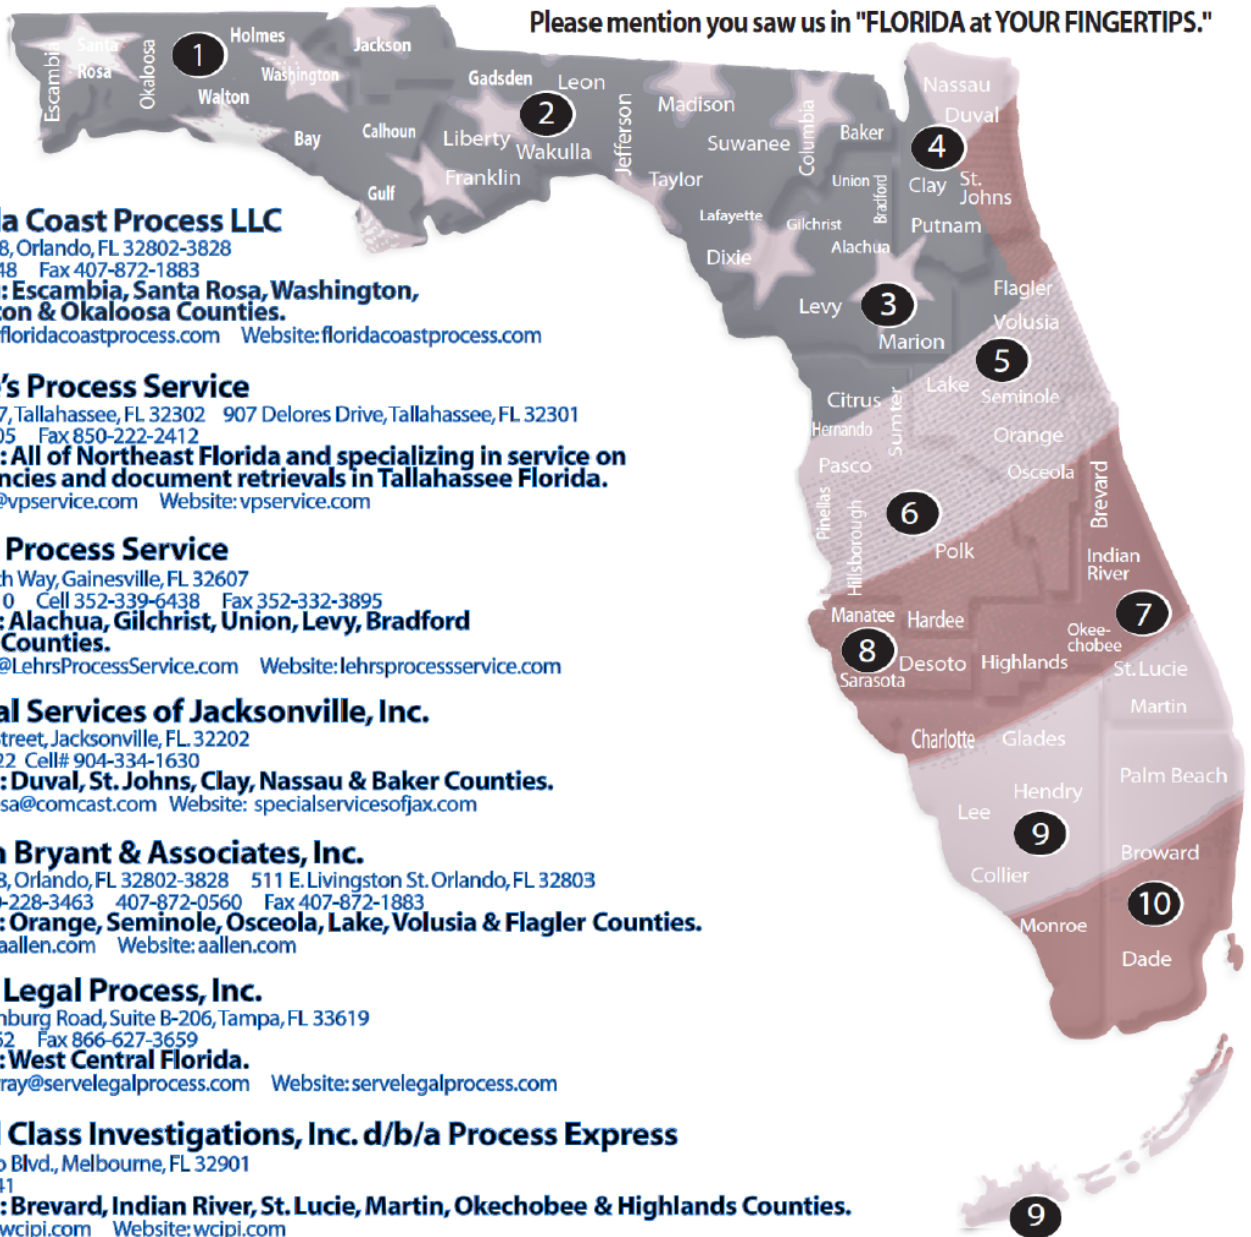 Please mention you saw us in "FLORIDA at YOUR FINGERTIPS."
Escambia
Santa
Rosa
Okaloosa
1
Holmes
Walton
Washington
Jackson
Bay
Calhoun
Gulf
Gadsden
Leon
2
Liberty
Wakulla
Franklin
Jefferson
Madison
Suwanee
Taylor
Columbia
Baker
Union
Bradford
Lafayette
Gilchrist
Dixie
Alachua
Nassau
Duval
4
Clay
St.
Johns
Putnam
Levy
3
Marion
Flagler
Volusia
5
Citrus
Sumter
Lake
Seminole
Hernando
Orange
Pasco
Osceola
Pinellas
Hillsborough
6
Polk
Brevard
Indian
River
7
Manatee
Hardee
8
Desoto
Highlands
Okee-
chobee
Sarasota
St. Lucie
Martin
Charlotte
Glades
Palm Beach
Hendry
Lee
9
Collier
Broward
10
Monroe
Dade
9
la Coast Process LLC
8, Orlando, FL 32802-3828
48 Fax 407-872-1883
: Escambia, Santa Rosa, Washington,
ton & Okaloosa Counties.
floridacoastprocess.com Website: floridacoastprocess.com
's Process Service
7, Tallahassee, FL 32302 907 Delores Drive, Tallahassee, FL 32301
05 Fax 850-222-2412
: All of Northeast Florida and specializing in service on
ncies and document retrievals in Tallahassee Florida.
@vpservice.com Website: vpservice.com
Process Service
th Way, Gainesville, FL 32607
10 Cell 352-339-6438 Fax 352-332-3895
: Alachua, Gilchrist, Union, Levy, Bradford
Counties.
@LehrsProcessService.com Website: lehrsprocessservice.com
al Services of Jacksonville, Inc.
treet, Jacksonville, FL. 32202
22 Cell# 904-334-1630
: Duval, St. Johns, Clay, Nassau & Baker Counties.
sa@comcast.com Website: specialservicesofjax.com
n Bryant & Associates, Inc.
8, Orlando, FL 32802-3828 511 E. Livingston St. Orlando, FL 32803
-228-3463 407-872-0560 Fax 407-872-1883
: Orange, Seminole, Osceola, Lake, Volusia & Flagler Counties.
aallen.com Website: aallen.com
Legal Process, Inc.
nburg Road, Suite B-206, Tampa, FL 33619
62 Fax 866-627-3659
: West Central Florida.
ray@servelegalprocess.com Website: servelegalprocess.com
Class Investigations, Inc. d/b/a Process Express
o Blvd., Melbourne, FL 32901
41
: Brevard, Indian River, St. Lucie, Martin, Okechobee & Highlands Counties.
wcipi.com Website: wcipi.com